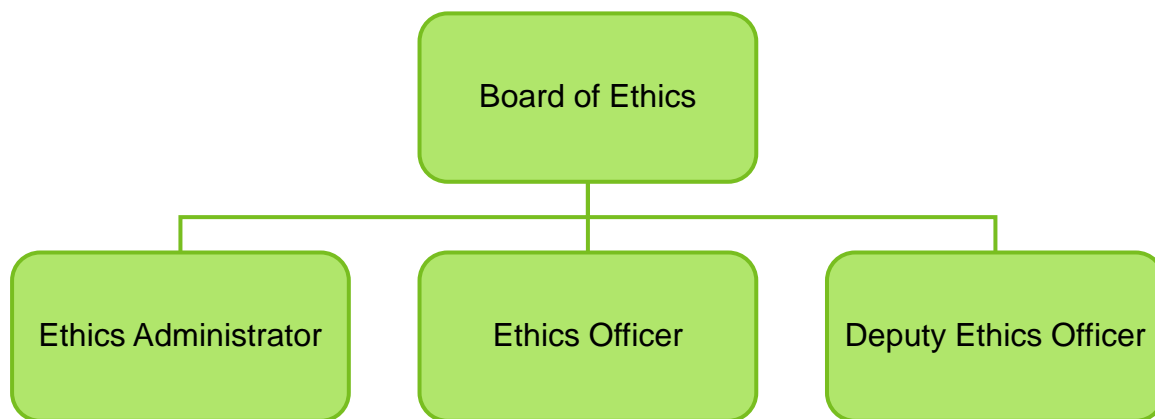 Board of Ethics
Ethics Administrator
Ethics Officer
Deputy Ethics Officer